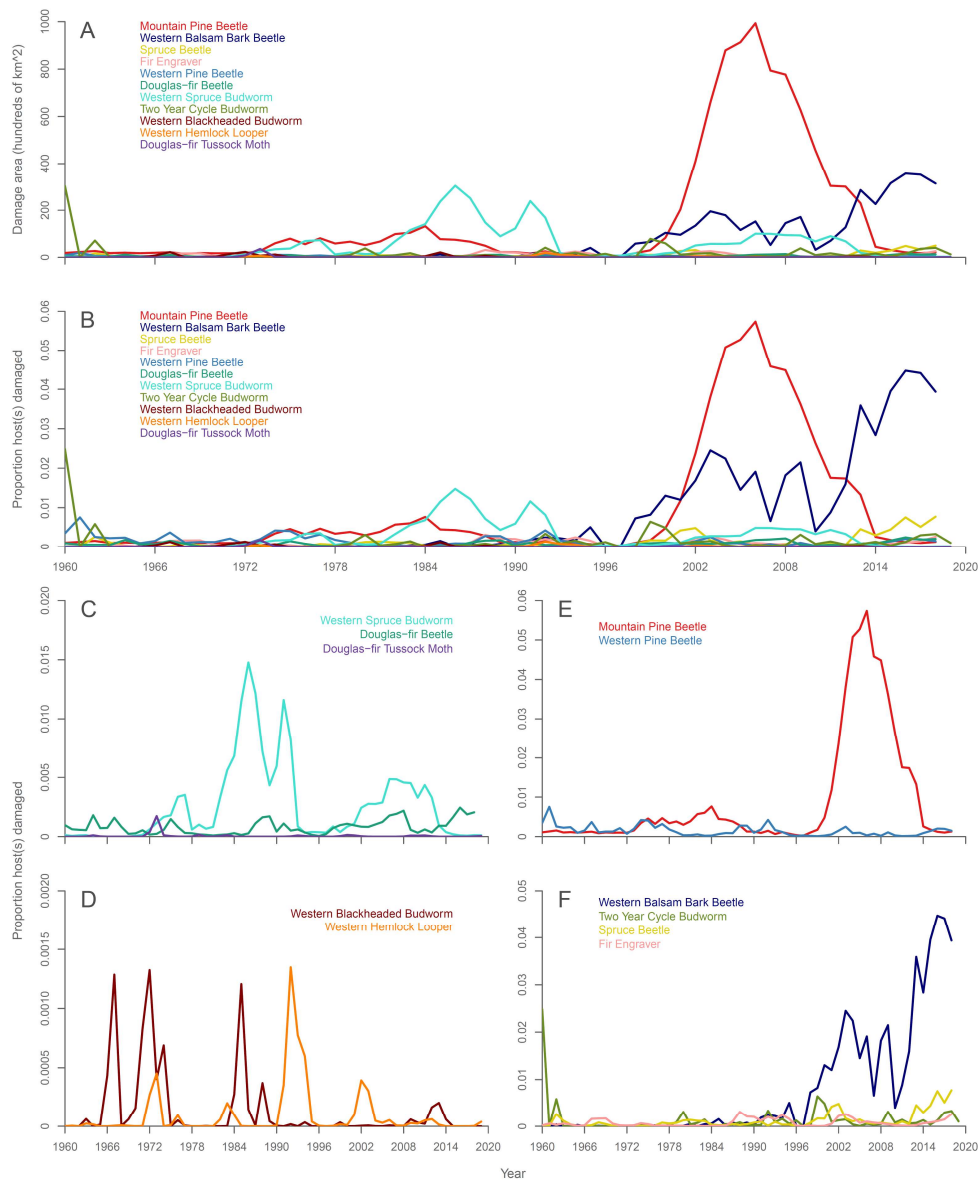 A
Mountain Pine Beetle
Western Balsam Bark Beetle
Spruce Beetle
Fir Engraver
Western Pine Beetle
Douglas−fir Beetle
Western Spruce Budworm
Two Year Cycle Budworm
Western Blackheaded Budworm
Western Hemlock Looper
Douglas−fir Tussock Moth
Damage area (hundreds of km^2)
0 200 400 600 800 1000
B
Mountain Pine Beetle
Western Balsam Bark Beetle
Spruce Beetle
Fir Engraver
Western Pine Beetle
Douglas−fir Beetle
Western Spruce Budworm
Two Year Cycle Budworm
Western Blackheaded Budworm
Western Hemlock Looper
Douglas−fir Tussock Moth
Proportion host(s) damaged
0 0.01 0.02 0.03 0.04 0.05 0.06
1960 1966 1972 1978 1984 1990 1996 2002 2008 2014 2020
C
Western Spruce Budworm
Douglas−fir Beetle
Douglas−fir Tussock Moth
0 0.005 0.010 0.015 0.020
E
Mountain Pine Beetle
Western Pine Beetle
0 0.01 0.02 0.03 0.04 0.05 0.06
Proportion host(s) damaged
D
Western Blackheaded Budworm
Western Hemlock Looper
0 0.0005 0.0010 0.0015 0.0020
1960 1966 1972 1978 1984 1990 1996 2002 2008 2014 2020
F
Western Balsam Bark Beetle
Two Year Cycle Budworm
Spruce Beetle
Fir Engraver
0 0.01 0.02 0.03 0.04 0.05
1960 1966 1972 1978 1984 1990 1996 2002 2008 2014 2020
Year